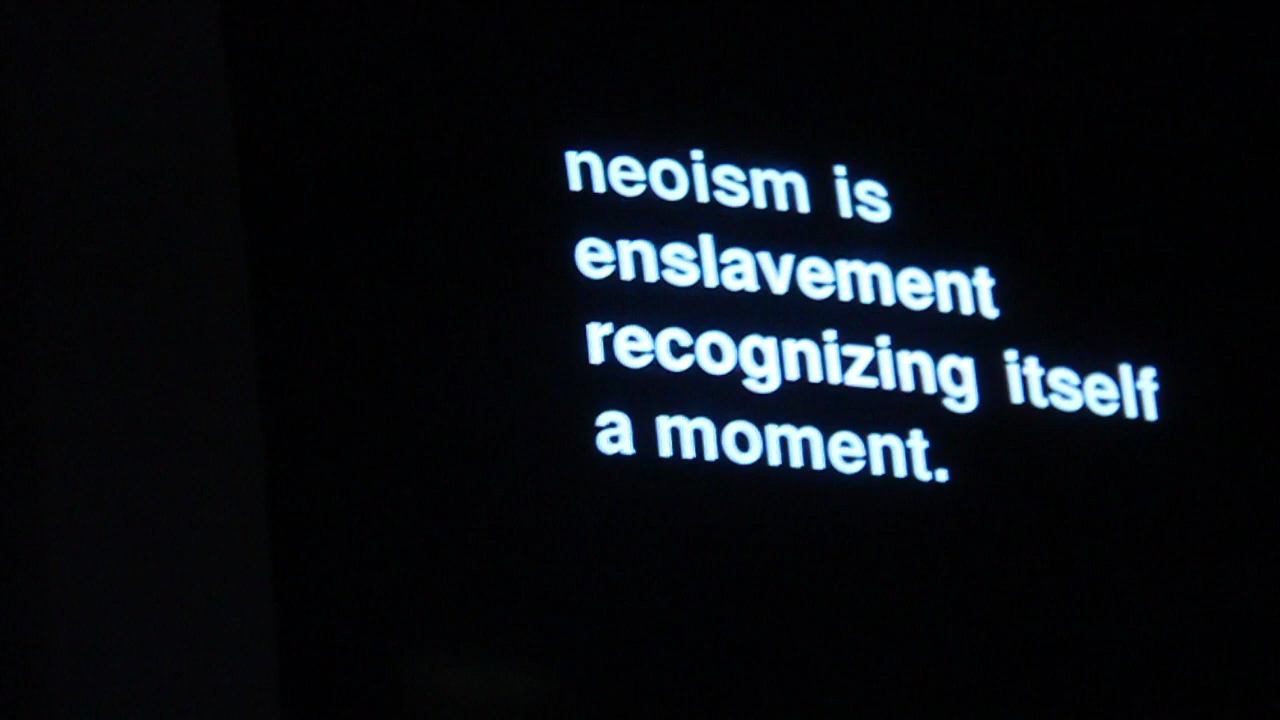 neoism is
enslavement
recognizing itself
a moment.